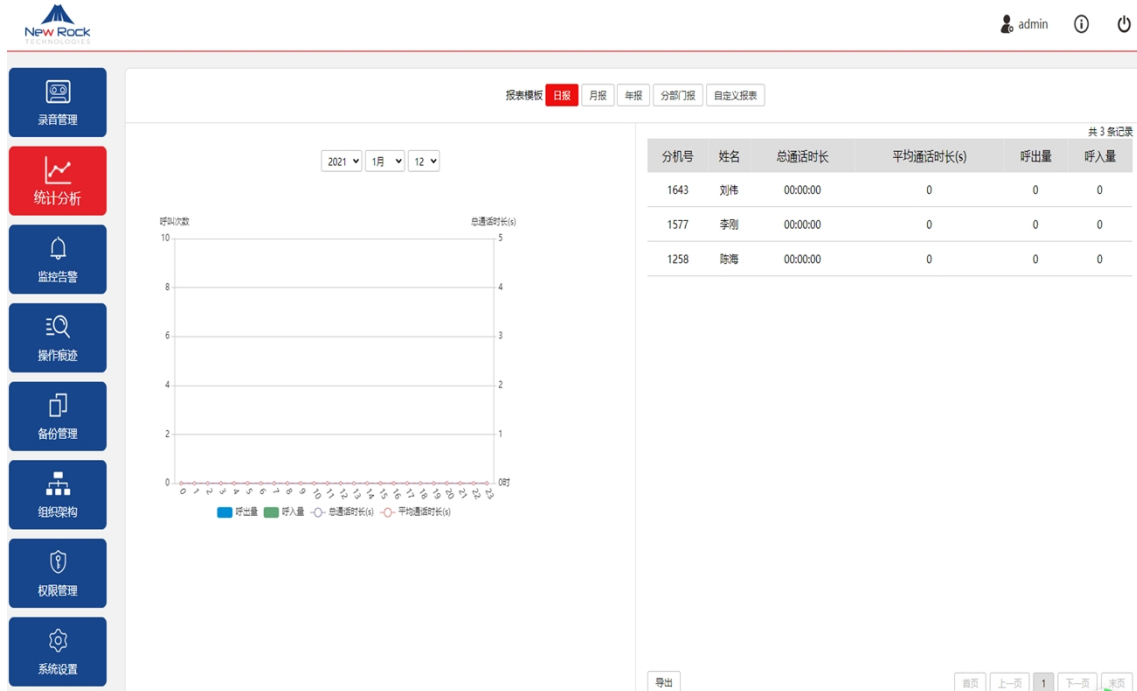 New Rock
TECHNOLOGIES
admin
录音管理
统计分析
监控告警
操作痕迹
备份管理
组织架构
权限管理
系统设置
报表模板 日报 月报 年报 分部门报 自定义报表
2021 1月 12
呼叫次数 总通话时长(s)
10 5
8 4
6 3
4 2
2 1
0 0时
0 1 2 3 4 5 6 7 8 9 10 11 12 13 14 15 16 17 18 19 20 21 22 23
呼出量 呼入量 总通话时长(s) 平均通话时长(s)
共 3 条记录
分机号 姓名 总通话时长 平均通话时长(s) 呼出量 呼入量
1643 刘伟 00:00:00 0 0 0
1577 李刚 00:00:00 0 0 0
1258 陈海 00:00:00 0 0 0
导出 首页 上一页 1 下一页 末页